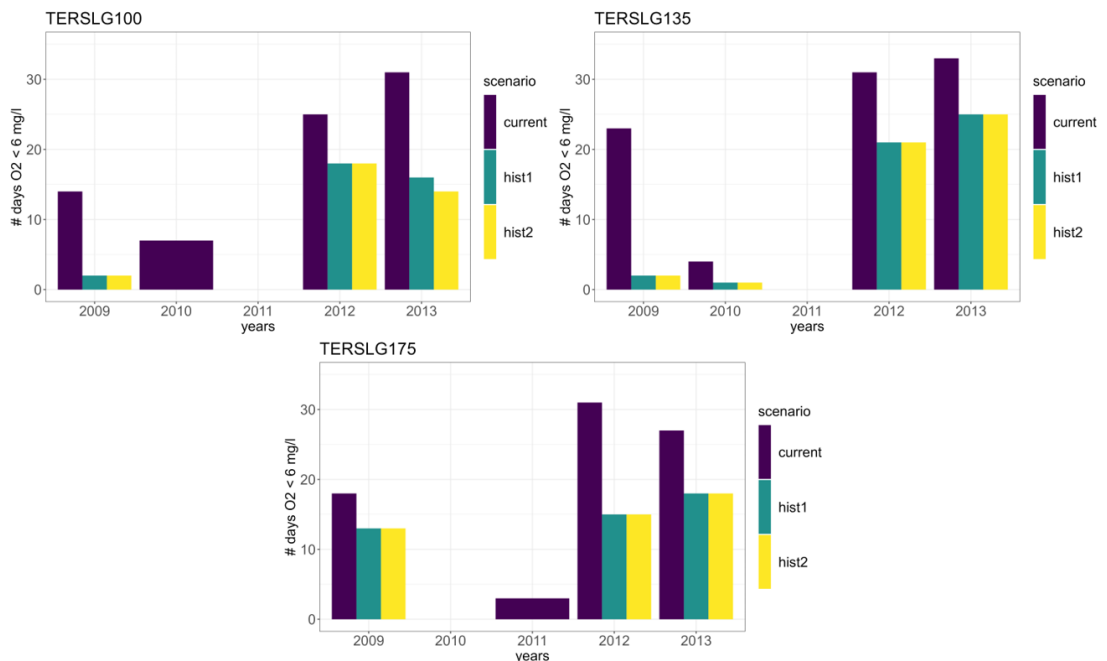 TERSLG100
# days O2 < 6 mg/l
30
20
10
0
2009 2010 2011 2012 2013
years
scenario
current
hist1
hist2
TERSLG135
# days O2 < 6 mg/l
30
20
10
0
2009 2010 2011 2012 2013
years
scenario
current
hist1
hist2
TERSLG175
# days O2 < 6 mg/l
30
20
10
0
2009 2010 2011 2012 2013
years
scenario
current
hist1
hist2